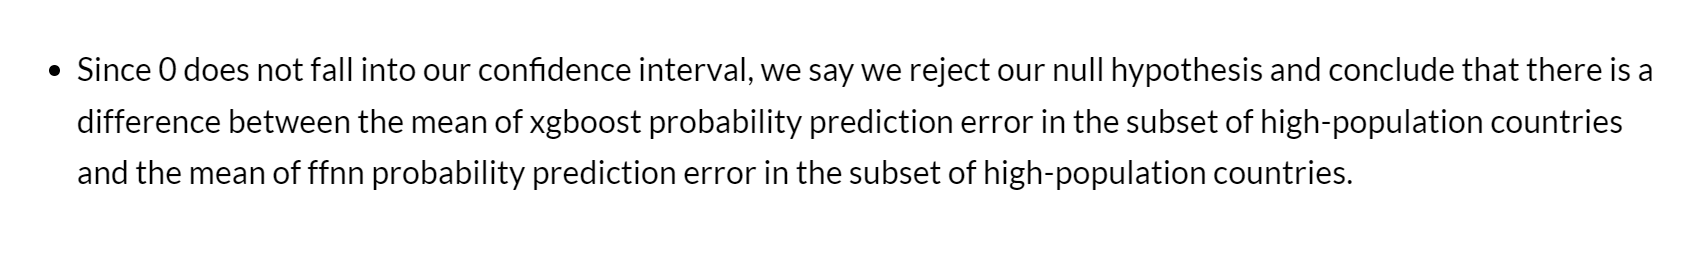 • Since 0 does not fall into our confidence interval, we say we reject our null hypothesis and conclude that there is a
difference between the mean of xgboost probability prediction error in the subset of high-population countries
and the mean of ffnn probability prediction error in the subset of high-population countries.